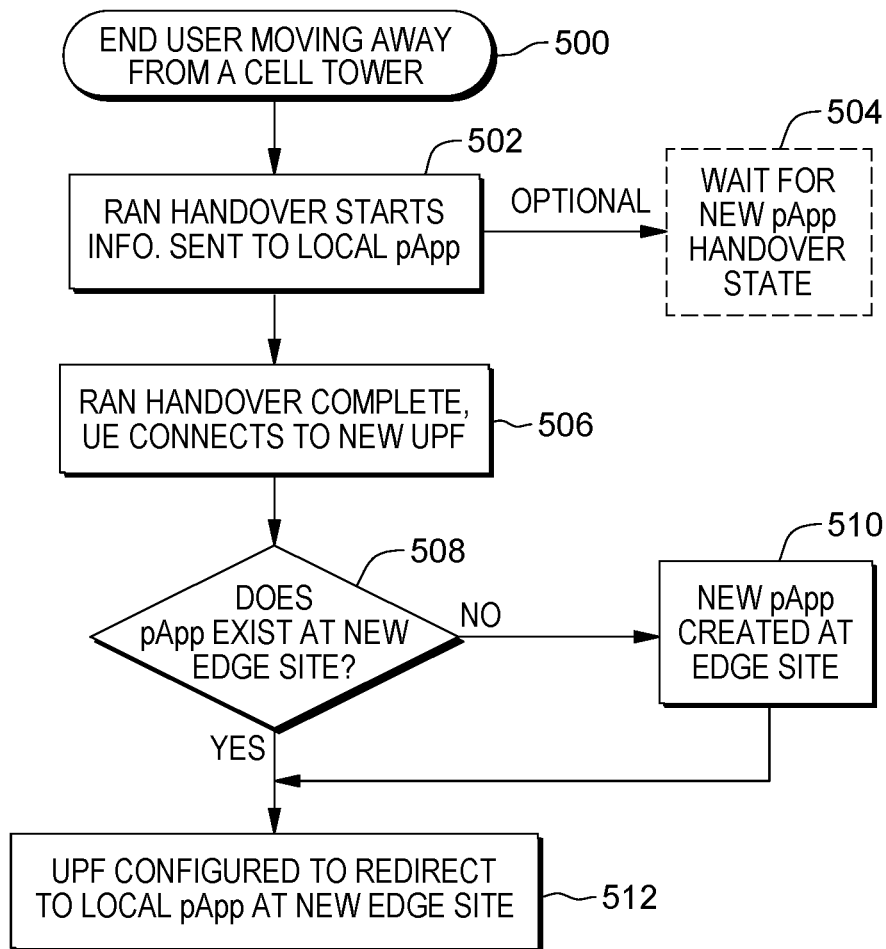 END USER MOVING AWAY
FROM A CELL TOWER
500
502
504
RAN HANDOVER STARTS
INFO. SENT TO LOCAL pApp
OPTIONAL
WAIT FOR
NEW pApp
HANDOVER
STATE
RAN HANDOVER COMPLETE,
UE CONNECTS TO NEW UPF
506
508
510
DOES
pApp EXIST AT NEW
EDGE SITE?
NO
NEW pApp
CREATED AT
EDGE SITE
YES
UPF CONFIGURED TO REDIRECT
TO LOCAL pApp AT NEW EDGE SITE
512